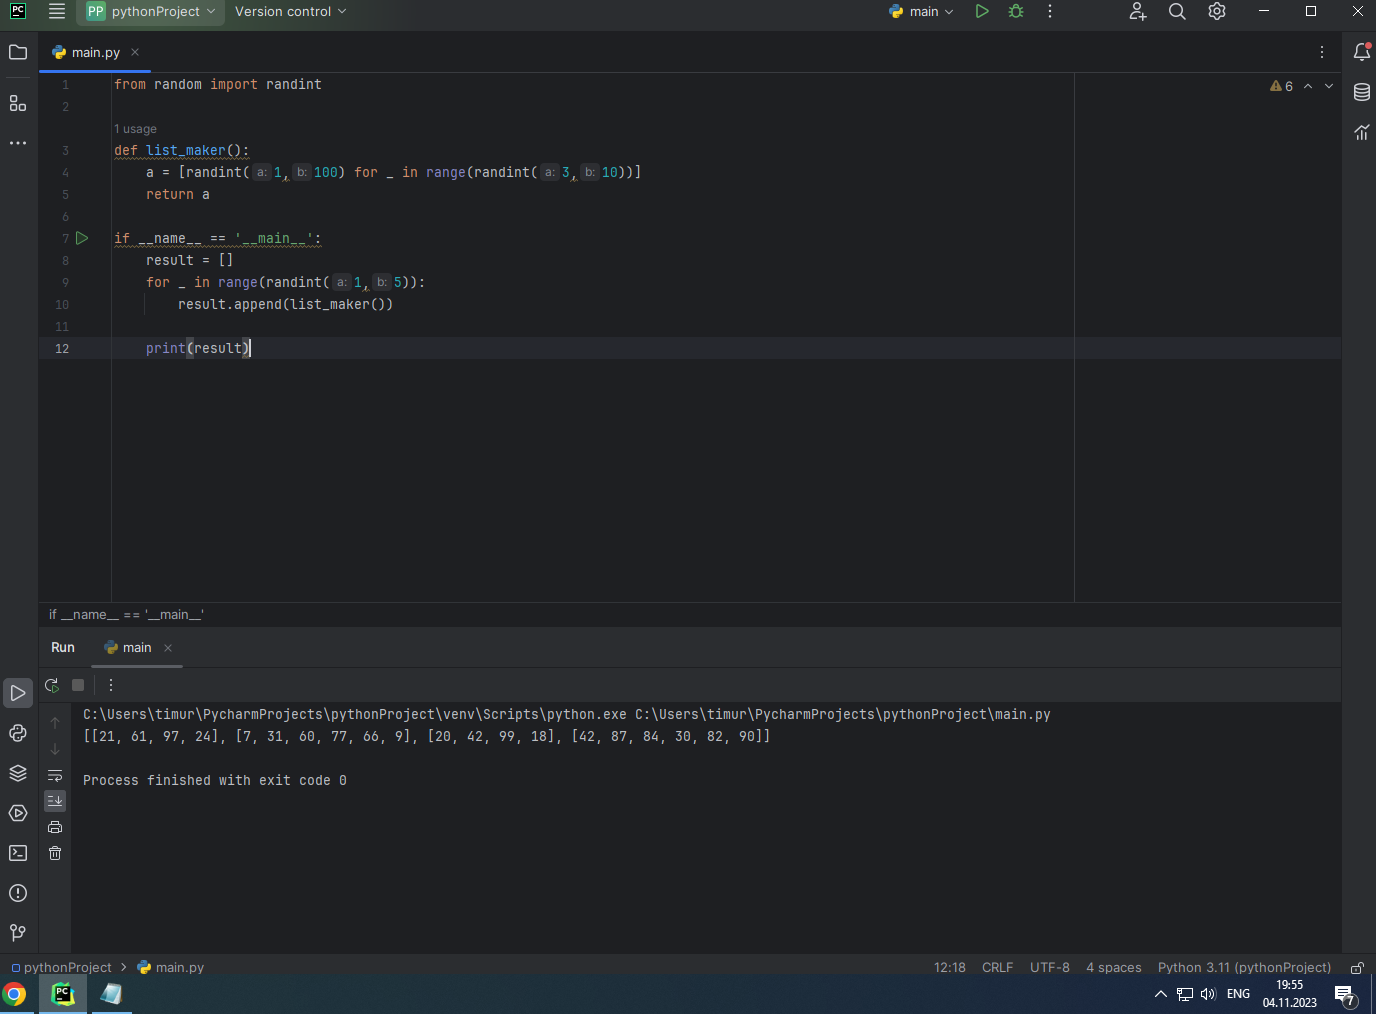 PC PP pythonProject Version control main
main.py
1 from random import randint 6
2
1 usage
3 def list_maker():
4 a = [randint( a: 1, b: 100) for _ in range(randint( a: 3, b: 10))]
5 return a
6
7 if __name__ == '__main__':
8 result = []
9 for _ in range(randint( a: 1, b: 5)):
10 result.append(list_maker())
11
12 print(result)
if __name__ == '__main__'
Run main
C:\Users\timur\PycharmProjects\pythonProject\venv\Scripts\python.exe C:\Users\timur\PycharmProjects\pythonProject\main.py
[[21, 61, 97, 24], [7, 31, 60, 77, 66, 9], [20, 42, 99, 18], [42, 87, 84, 30, 82, 90]]
Process finished with exit code 0
pythonProject main.py 12:18 CRLF UTF-8 4 spaces Python 3.11 (pythonProject)
PC ENG 19:55
04.11.2023 7